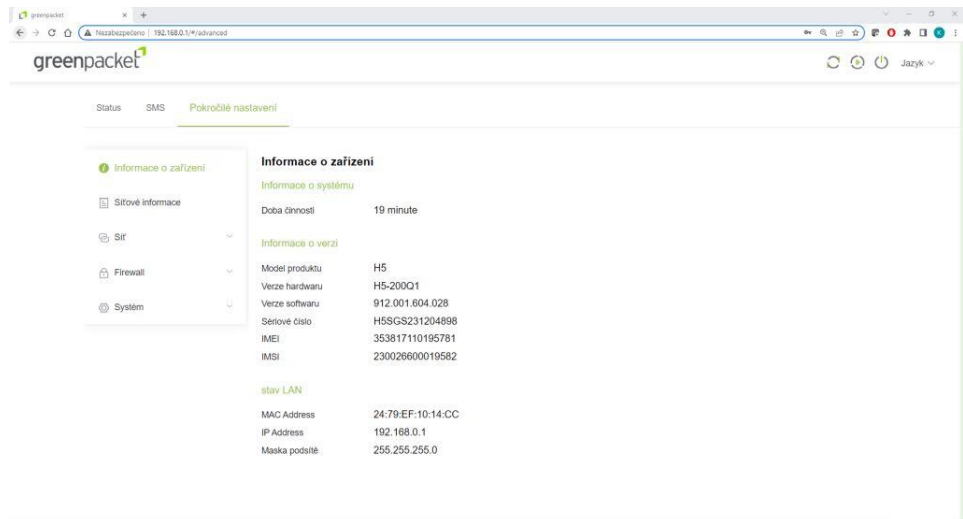 greenpacket
Nezabezpečeno | 192.168.0.1/#/advanced
greenpacket
Jazyk
Status SMS Pokročilé nastavení
Informace o zařízení
Síťové informace
Síť
Firewall
Systém
Informace o zařízení
Informace o systému
Doba činnosti 19 minute
Informace o verzi
Model produktu H5
Verze hardwaru H5-200Q1
Verze softwaru 912.001.604.028
Sériové číslo H5SGS231204898
IMEI 353817110195781
IMSI 230026600019582
stav LAN
MAC Address 24:79:EF:10:14:CC
IP Address 192.168.0.1
Maska podsítě 255.255.255.0